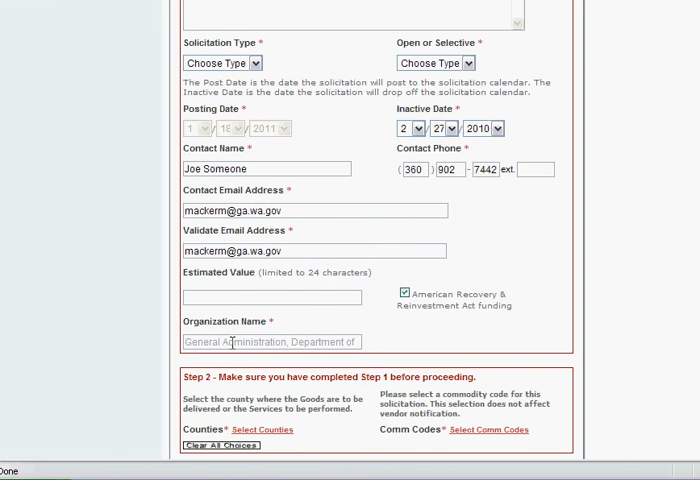 Solicitation Type * Open or Selective *
Choose Type Choose Type
The Post Date is the date the solicitation will post to the solicitation calendar. The
Inactive Date is the date the solicitation will drop off the solicitation calendar.
Posting Date * Inactive Date *
1 / 18 / 2011 2 / 27 / 2010
Contact Name * Contact Phone *
Joe Someone ( 360 ) 902 - 7442 ext.
Contact Email Address *
mackerm@ga.wa.gov
Validate Email Address *
mackerm@ga.wa.gov
Estimated Value (limited to 24 characters)
American Recovery &
Reinvestment Act funding
Organization Name *
General Administration, Department of
Step 2 - Make sure you have completed Step 1 before proceeding.
Select the county where the Goods are to be
delivered or the Services to be performed.
Please select a commodity code for this
solicitation. This selection does not affect
vendor notification.
Counties* Select Counties Comm Codes* Select Comm Codes
Clear All Choices
Done